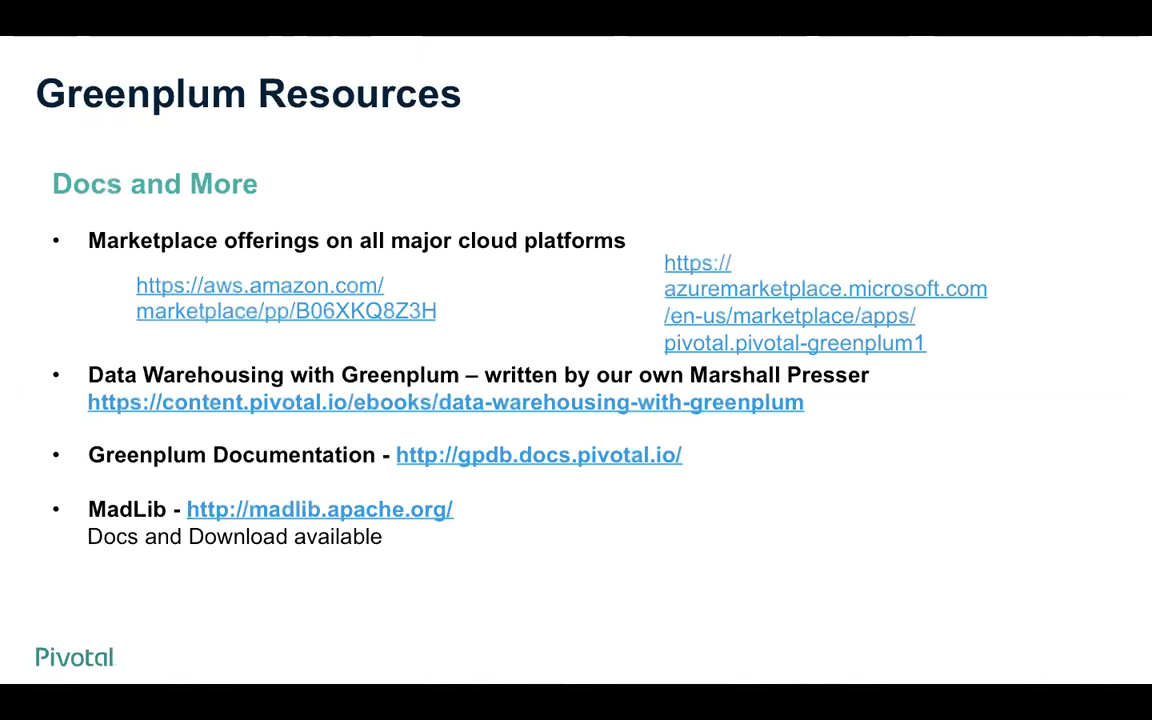 Greenplum Resources
Docs and More
• Marketplace offerings on all major cloud platforms
https://aws.amazon.com/
marketplace/pp/B06XKQ8Z3H
https://
azuremarketplace.microsoft.com
/en-us/marketplace/apps/
pivotal.pivotal-greenplum1
• Data Warehousing with Greenplum – written by our own Marshall Presser
https://content.pivotal.io/ebooks/data-warehousing-with-greenplum
• Greenplum Documentation - http://gpdb.docs.pivotal.io/
• MadLib - http://madlib.apache.org/
Docs and Download available
Pivotal